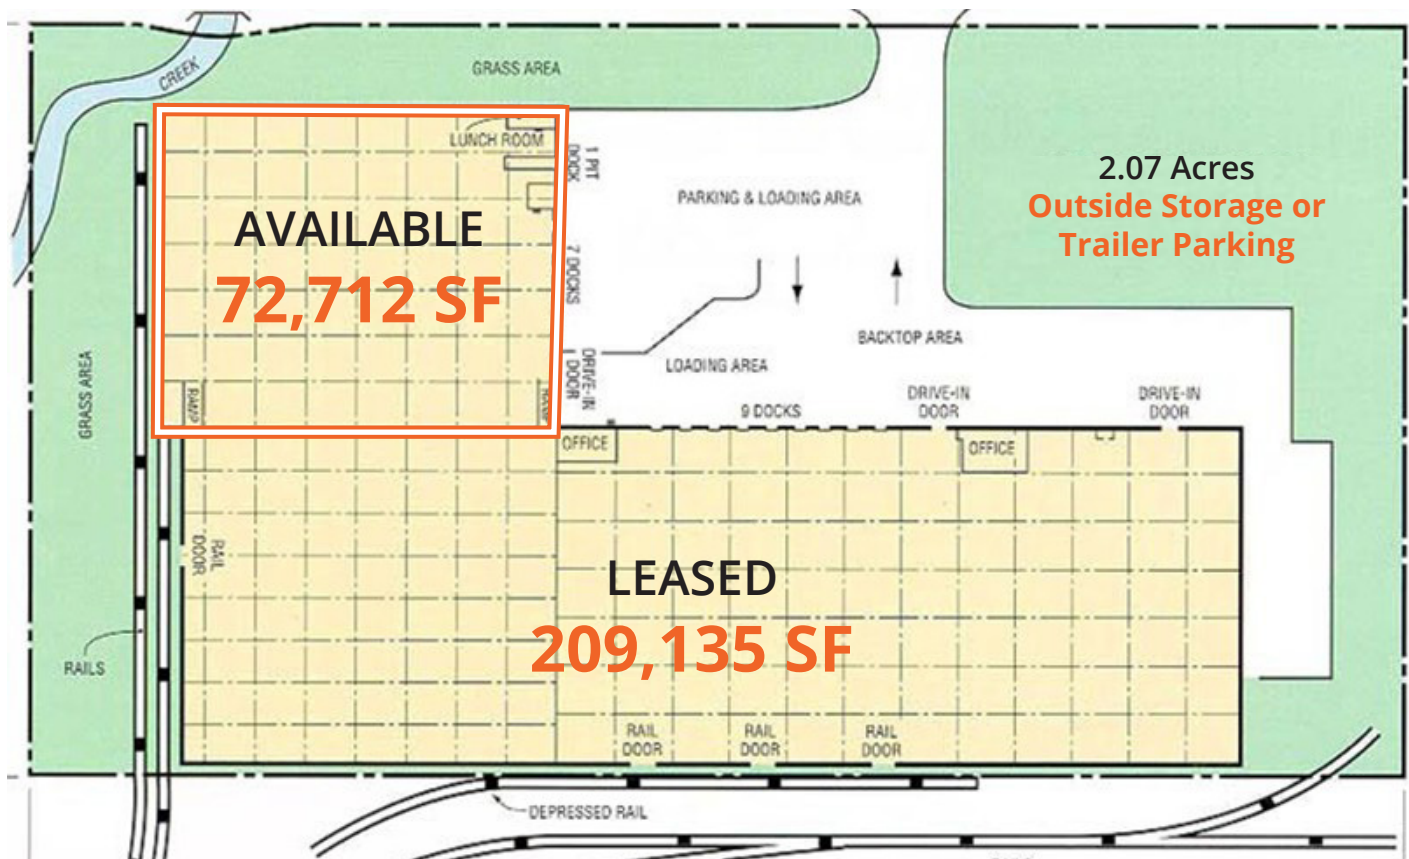 CREEK
GRASS AREA
LUNCH ROOM
1 PIT
DOCK
PARKING & LOADING AREA
2.07 Acres
Outside Storage or
Trailer Parking
AVAILABLE
72,712 SF
7 DOCKS
BACKTOP AREA
LOADING AREA
DRIVE-IN
DOOR
GRASS AREA
RAMP
9 DOCKS
DRIVE-IN
DOOR
DRIVE-IN
DOOR
OFFICE
OFFICE
RAIL
DOOR
LEASED
209,135 SF
RAILS
RAIL
DOOR
RAIL
DOOR
RAIL
DOOR
DEPRESSED RAIL